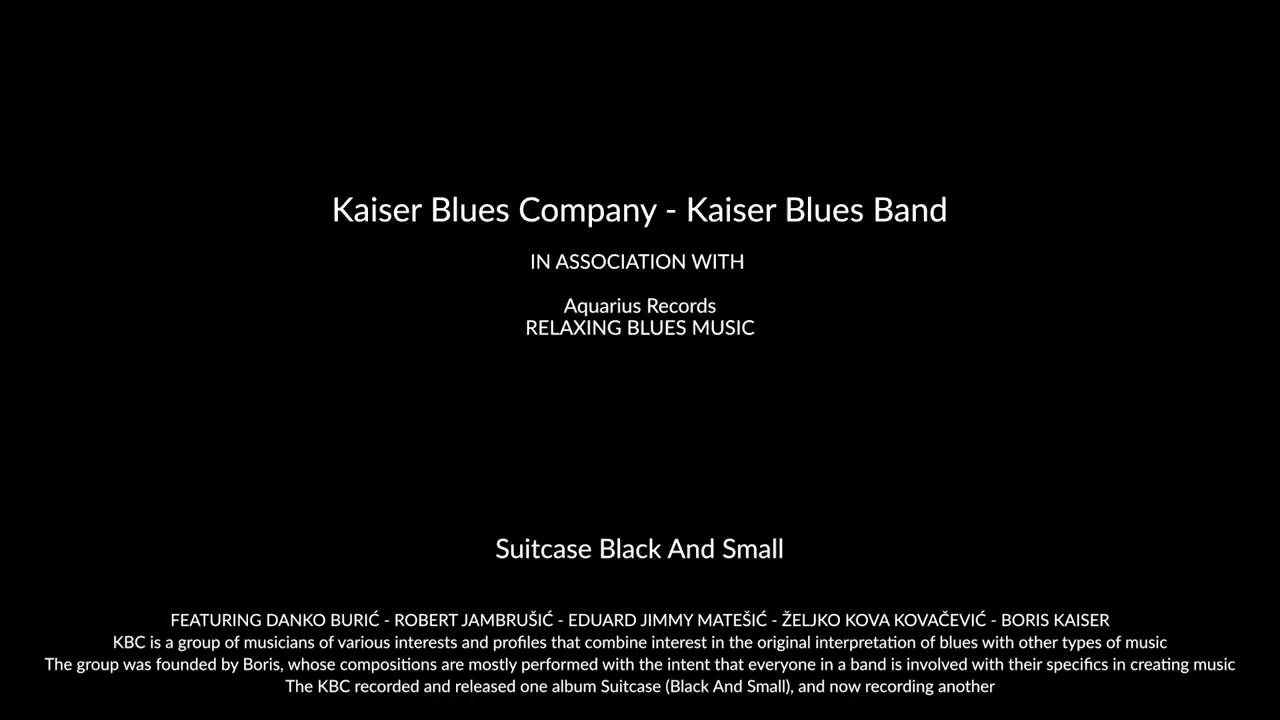 Kaiser Blues Company - Kaiser Blues Band
IN ASSOCIATION WITH
Aquarius Records
RELAXING BLUES MUSIC
Suitcase Black And Small
FEATURING DANKO BURIĆ - ROBERT JAMBRUŠIĆ - EDUARD JIMMY MATEŠIĆ - ŽELJKO KOVA KOVAČEVIĆ - BORIS KAISER
KBC is a group of musicians of various interests and profiles that combine interest in the original interpretation of blues with other types of music
The group was founded by Boris, whose compositions are mostly performed with the intent that everyone in a band is involved with their specifics in creating music
The KBC recorded and released one album Suitcase (Black And Small), and now recording another